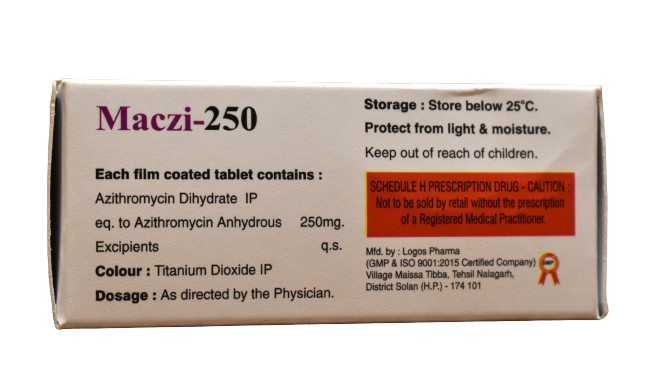 Maczi-250
Each film coated tablet contains :
Azithromycin Dihydrate IP
eq. to Azithromycin Anhydrous 250mg.
Excipients q.s.
Colour : Titanium Dioxide IP
Dosage : As directed by the Physician.
Storage : Store below 25°C.
Protect from light & moisture.
Keep out of reach of children.
SCHEDULE H PRESCRIPTION DRUG - CAUTION :
Not to be sold by retail without the prescription
of a Registered Medical Practitioner.
Mfd. by : Logos Pharma
(GMP & ISO 9001:2015 Certified Company)
Village Maissa Tibba, Tehsil Nalagarh,
District Solan (H.P.) - 174 101
GMP